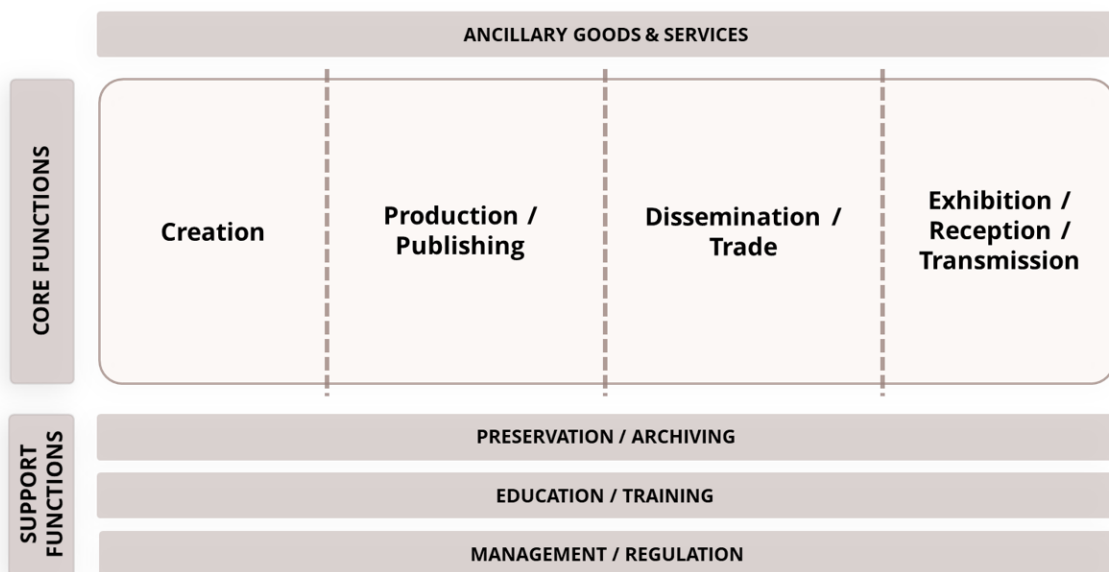 ANCILLARY GOODS & SERVICES
CORE FUNCTIONS
Creation
Production /
Publishing
Dissemination /
Trade
Exhibition /
Reception /
Transmission
SUPPORT
FUNCTIONS
PRESERVATION / ARCHIVING
EDUCATION / TRAINING
MANAGEMENT / REGULATION